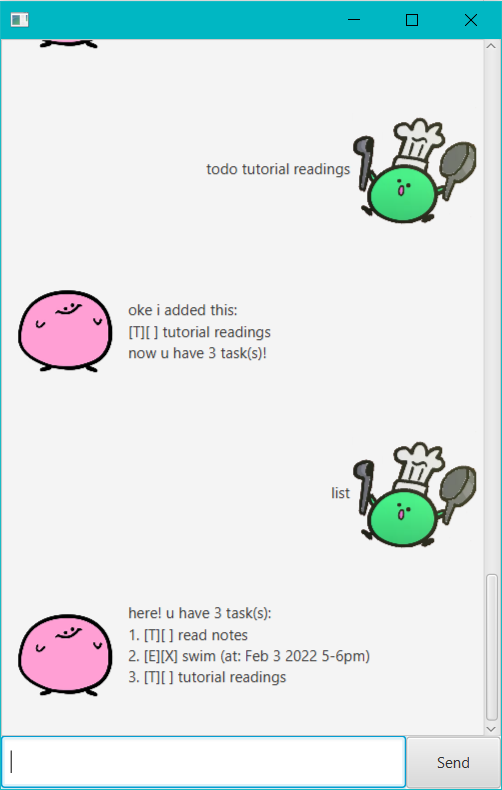 todo tutorial readings
oke i added this:
[T][ ] tutorial readings
now u have 3 task(s)!
list
here! u have 3 task(s):
1. [T][ ] read notes
2. [E][X] swim (at: Feb 3 2022 5-6pm)
3. [T][ ] tutorial readings
Send